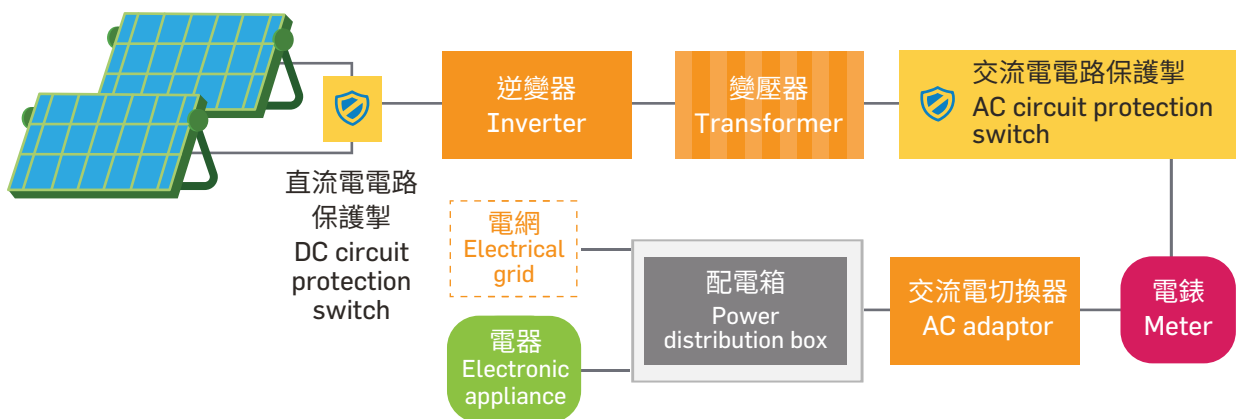 逆變器
Inverter
變壓器
Transformer
交流電電路保護掣
AC circuit protection
switch
直流電電路
保護掣
DC circuit
protection
switch
電網
Electrical
grid
配電箱
Power
distribution box
交流電切換器
AC adaptor
電錶
Meter
電器
Electronic
appliance